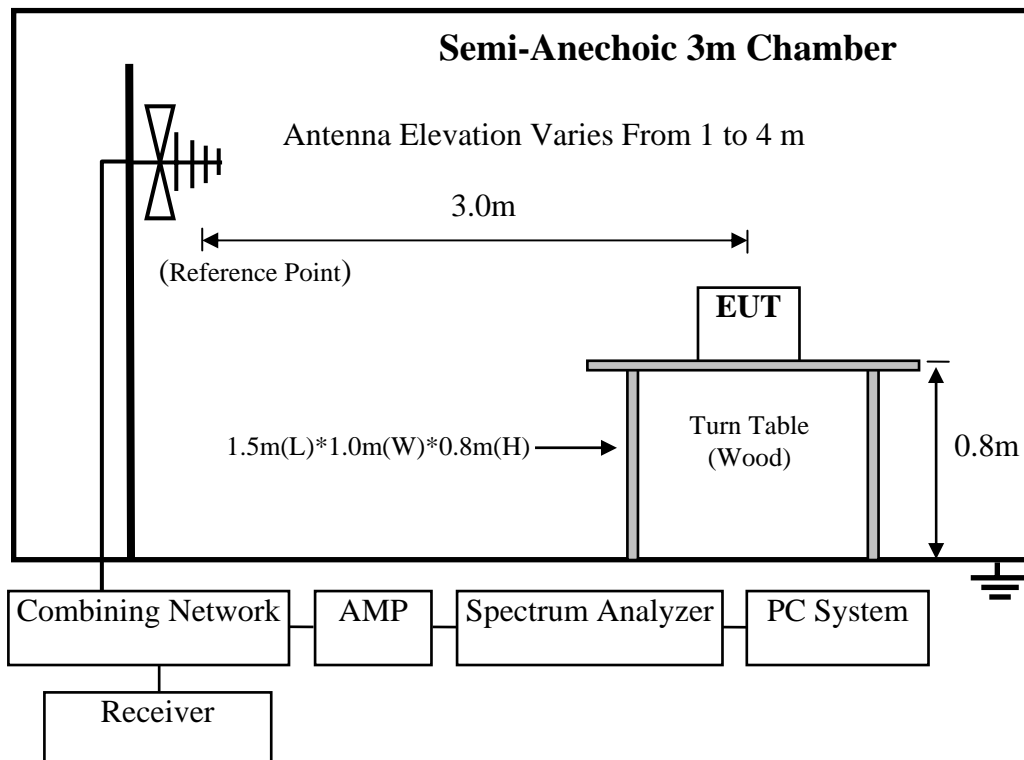 Semi-Anechoic 3m Chamber
Antenna Elevation Varies From 1 to 4 m
3.0m
(Reference Point)
EUT
1.5m(L)*1.0m(W)*0.8m(H)
Turn Table
(Wood)
0.8m
Combining Network
AMP
Spectrum Analyzer
PC System
Receiver